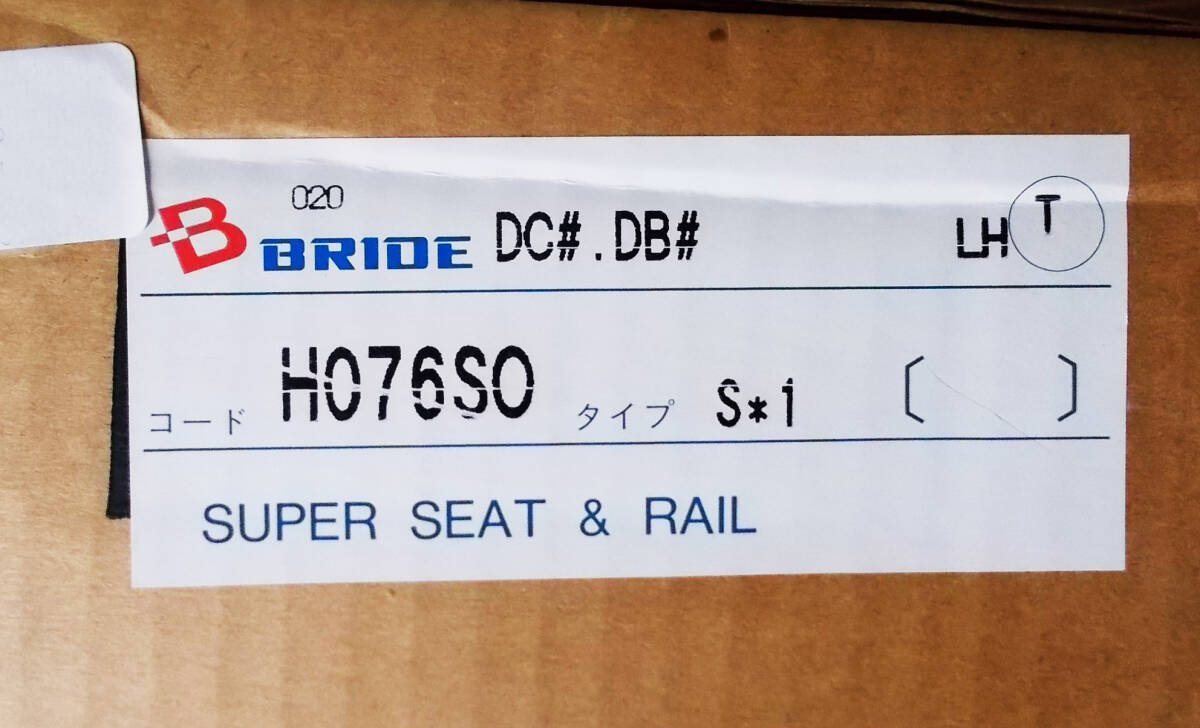 020
B BRIDE DC#.DB# LH T
コード H076SO タイプ S*1 〔 〕
SUPER SEAT & RAIL